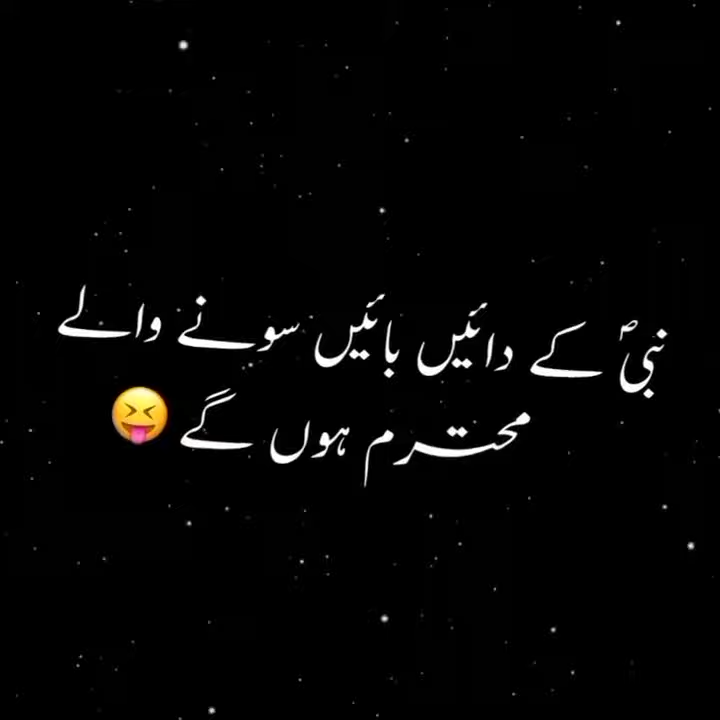 نبیؐ کے دائیں بائیں سونے والے
محترم ہوں گے 😝